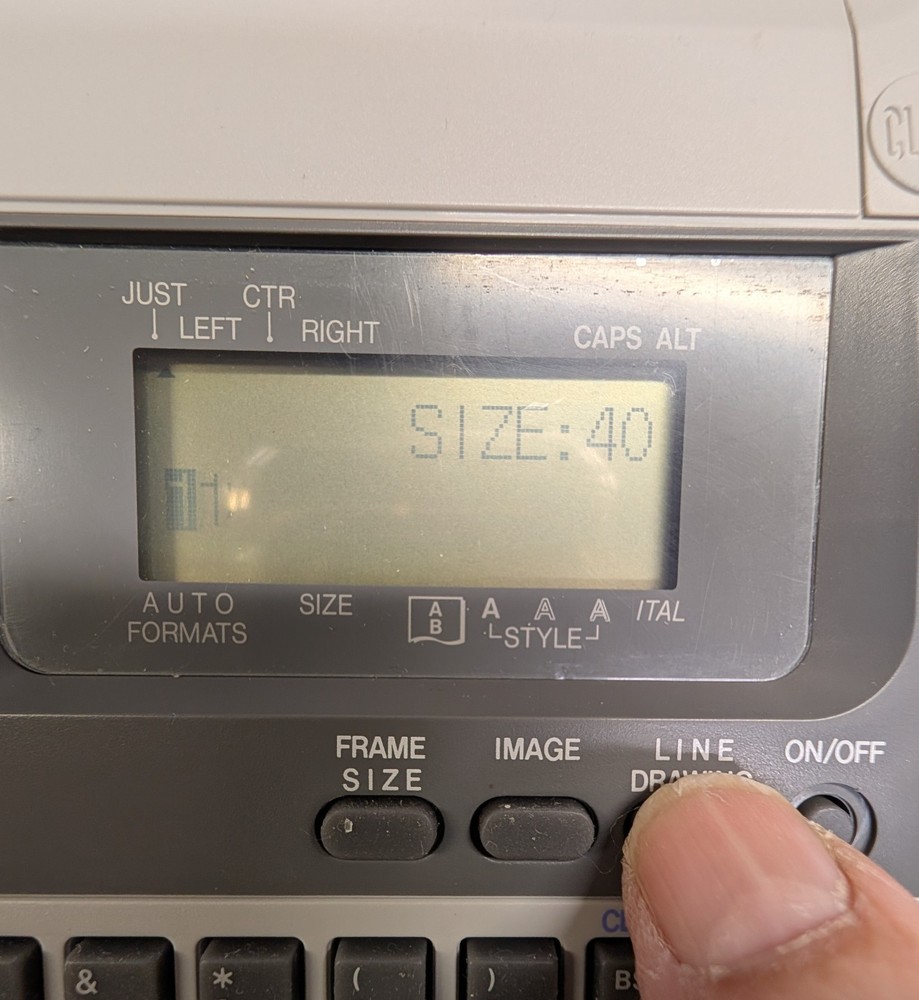 JUST CTR
LEFT RIGHT CAPS ALT
SIZE:40
AUTO FORMATS SIZE A B A A A ITAL
STYLE
FRAME SIZE IMAGE LINE DRAWING ON/OFF
& * ( )